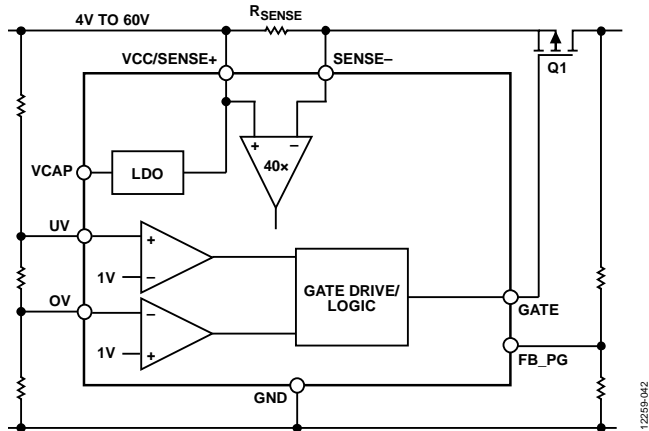 4V TO 60V
RSENSE
VCC/SENSE+
SENSE–
Q1
+
–
40×
VCAP
LDO
UV
+
1V
–
GATE DRIVE/
LOGIC
OV
–
1V
+
GATE
FB_PG
GND
12259-042